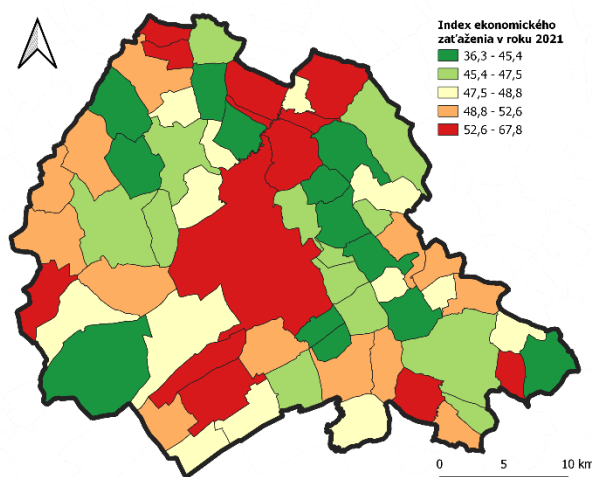 Index ekonomického
zaťaženia v roku 2021
36,3 - 45,4
45,4 - 47,5
47,5 - 48,8
48,8 - 52,6
52,6 - 67,8
0 5 10 km